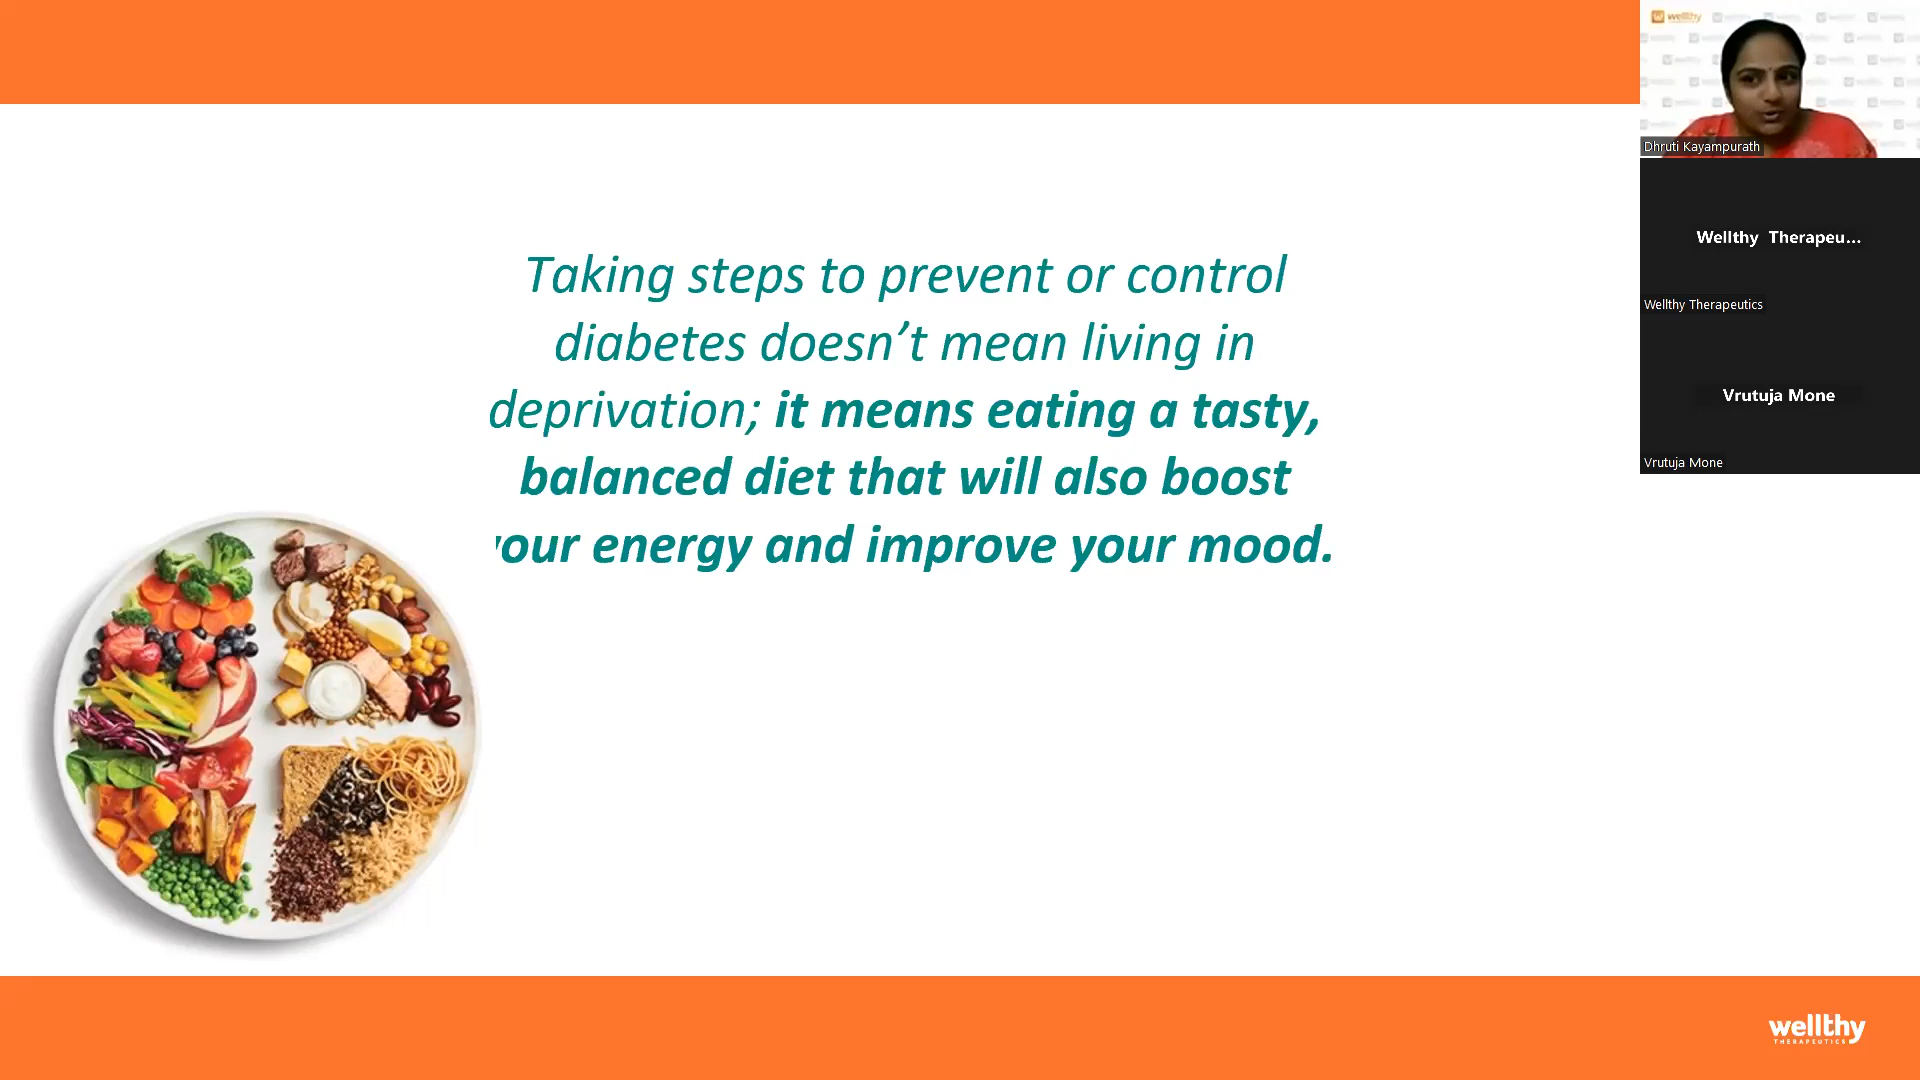 Taking steps to prevent or control
diabetes doesn’t mean living in
deprivation; it means eating a tasty,
balanced diet that will also boost
our energy and improve your mood.
wellthy
Dhruti Kayampurath
Wellthy Therapeu...
Wellthy Therapeutics
Vrutuja Mone
Vrutuja Mone
wellthy
THERAPEUTICS